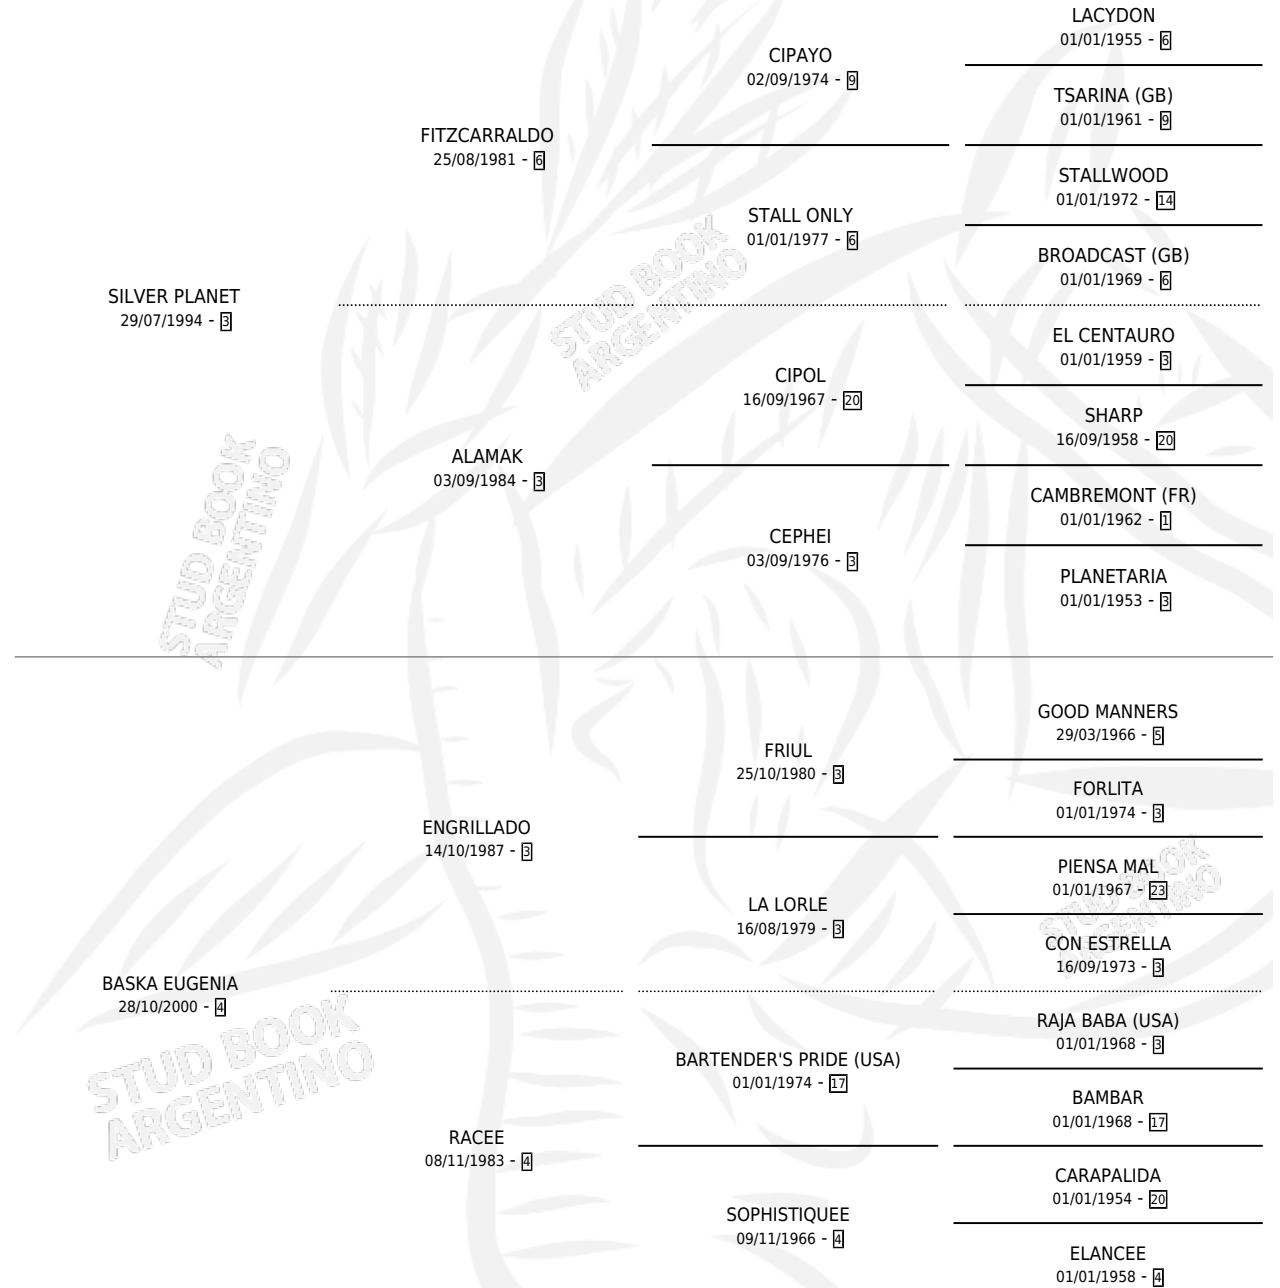 LACYDON
01/01/1955 - 6
CIPAYO
02/09/1974 - 9
TSARINA (GB)
01/01/1961 - 9
FITZCARRALDO
25/08/1981 - 6
STALLWOOD
01/01/1972 - 14
STALL ONLY
01/01/1977 - 6
BROADCAST (GB)
01/01/1969 - 6
SILVER PLANET
29/07/1994 - 3
EL CENTAURO
01/01/1959 - 3
CIPOL
16/09/1967 - 20
SHARP
16/09/1958 - 20
ALAMAK
03/09/1984 - 3
CAMBREMONT (FR)
01/01/1962 - 1
CEPHEI
03/09/1976 - 3
PLANETARIA
01/01/1953 - 3
GOOD MANNERS
29/03/1966 - 5
FRIUL
25/10/1980 - 3
FORLITA
01/01/1974 - 3
ENGRILLADO
14/10/1987 - 3
PIENSA MAL
01/01/1967 - 23
LA LORLE
16/08/1979 - 3
CON ESTRELLA
16/09/1973 - 3
BASKA EUGENIA
28/10/2000 - 4
RAJA BABA (USA)
01/01/1968 - 3
BARTENDER'S PRIDE (USA)
01/01/1974 - 17
BAMBAR
01/01/1968 - 17
RACEE
08/11/1983 - 4
CARAPALIDA
01/01/1954 - 20
SOPHISTIQUEE
09/11/1966 - 4
ELANCEE
01/01/1958 - 4
STUD BOOK
ARGENTINO
STUD BOOK
ARGENTINO
STUD BOOK
ARGENTINO
STUD BOOK
ARGENTINO